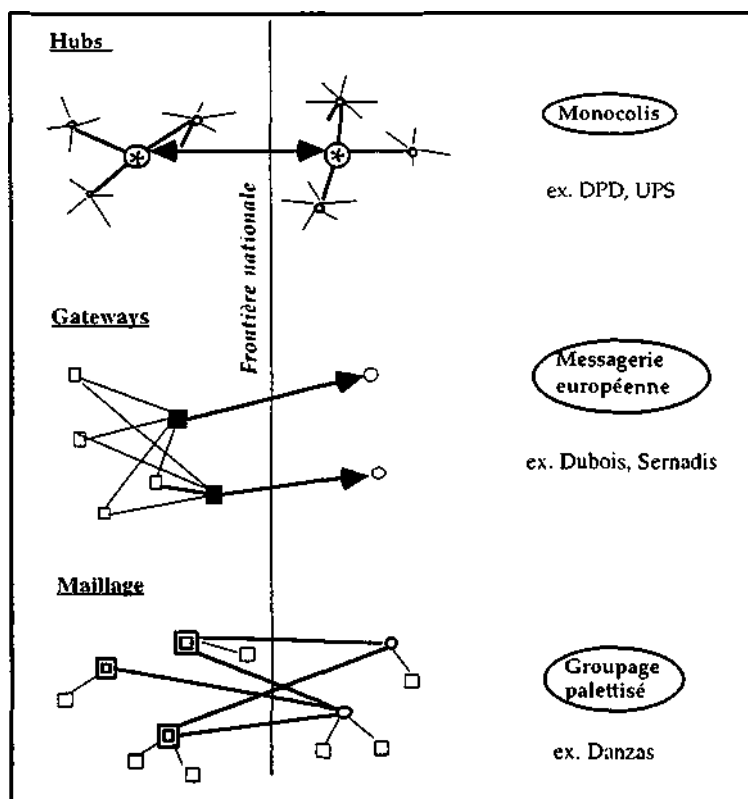 Hubs
Monocolis
ex. DPD, UPS
Frontière nationale
Gateways
Messagerie
européenne
ex. Dubois, Sernadis
Maillage
Groupage
palettisé
ex. Danzas